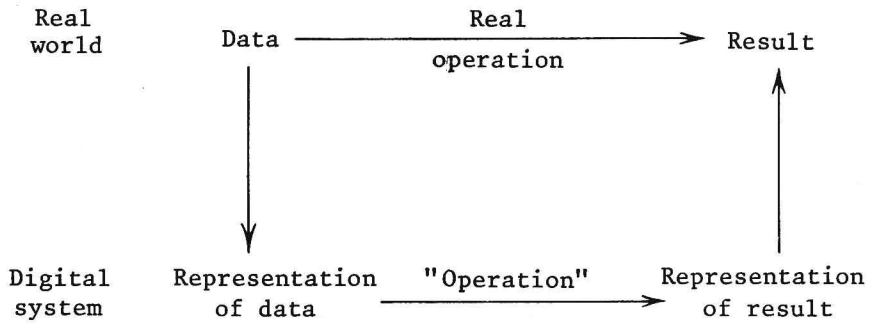 Real
world
Data
Real
operation
Result
Digital
system
Representation
of data
"Operation"
Representation
of result